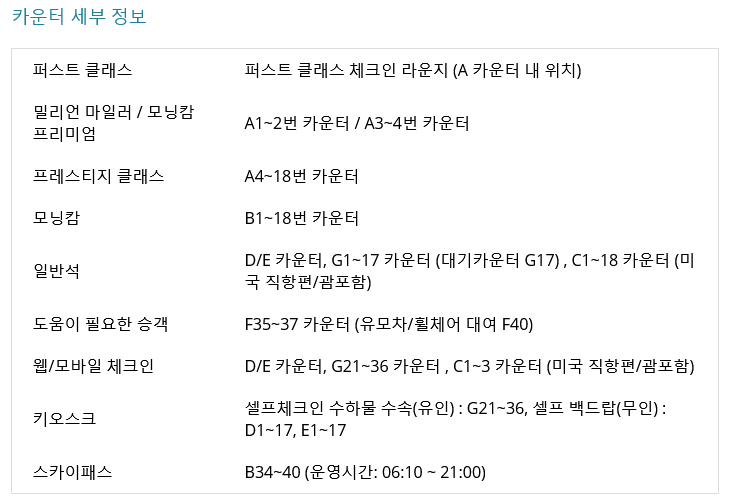 카운터 세부 정보
퍼스트 클래스
퍼스트 클래스 체크인 라운지 (A 카운터 내 위치)
밀리언 마일러 / 모닝캄
프리미엄
A1~2번 카운터 / A3~4번 카운터
프레스티지 클래스
A4~18번 카운터
모닝캄
B1~18번 카운터
일반석
D/E 카운터, G1~17 카운터 (대기카운터 G17) , C1~18 카운터 (미
국 직항편/괌포함)
도움이 필요한 승객
F35~37 카운터 (유모차/휠체어 대여 F40)
웹/모바일 체크인
D/E 카운터, G21~36 카운터 , C1~3 카운터 (미국 직항편/괌포함)
키오스크
셀프체크인 수하물 수속(유인) : G21~36, 셀프 백드랍(무인) :
D1~17, E1~17
스카이패스
B34~40 (운영시간: 06:10 ~ 21:00)